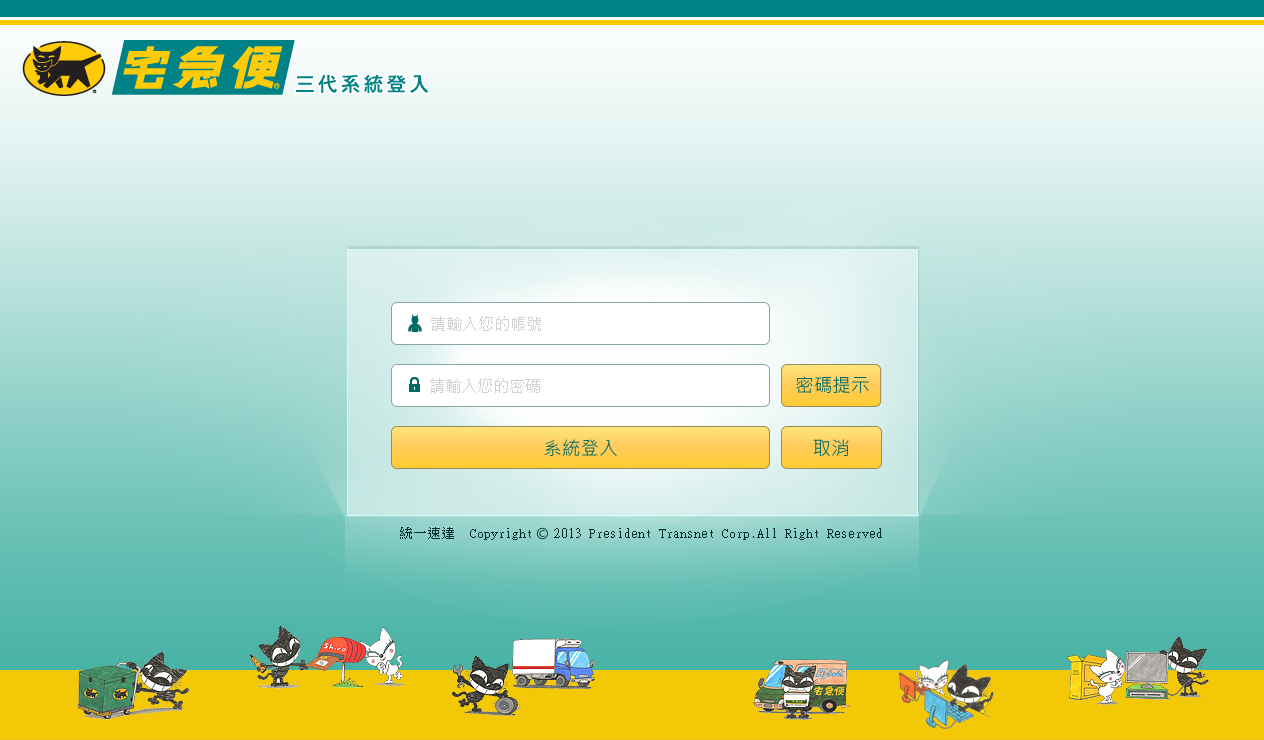 宅急便®
三代系統登入
請輸入您的帳號
請輸入您的密碼
密碼提示
系統登入
取消
統一速達 Copyright © 2013 President Transnet Corp.All Right Reserved
宅急便